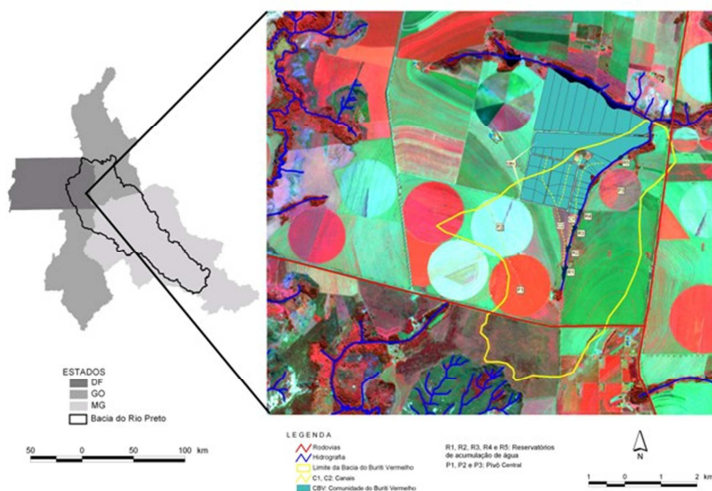 ESTADOS
DF
GO
MG
Bacia do Rio Preto
50 0 50 100 km
LEGENDA
Rodovias
Hidrografia
Limite da Bacia do Buriti Vermelho
C1, C2: Canais
CBV: Comunidade do Buriti Vermelho
R1, R2, R3, R4 e R5: Reservatórios
de acumulação de água
P1, P2 e P3: Pivô Central
N
1 0 1 2 km